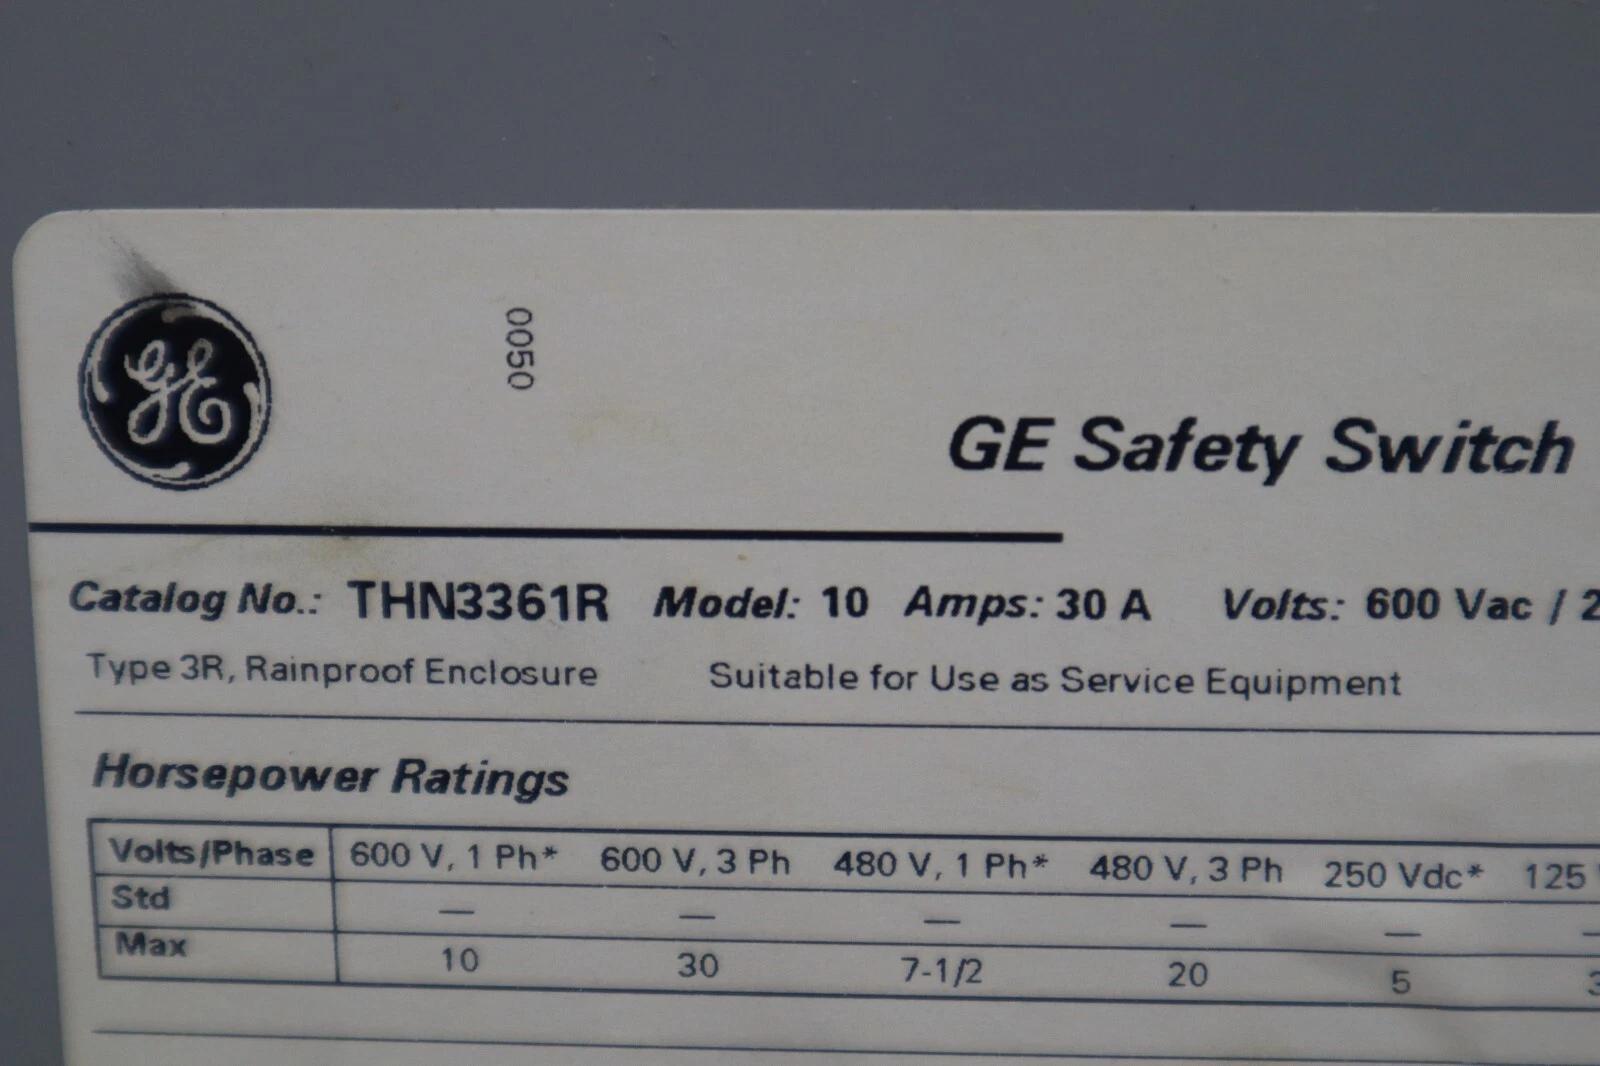 GE
0050
GE Safety Switch
Catalog No.: THN3361R Model: 10 Amps: 30 A Volts: 600 Vac / 2
Type 3R, Rainproof Enclosure Suitable for Use as Service Equipment
Horsepower Ratings
Volts/Phase 600 V, 1 Ph* 600 V, 3 Ph 480 V, 1 Ph* 480 V, 3 Ph 250 Vdc* 125
Std — — — — — —
Max 10 30 7-1/2 20 5 3